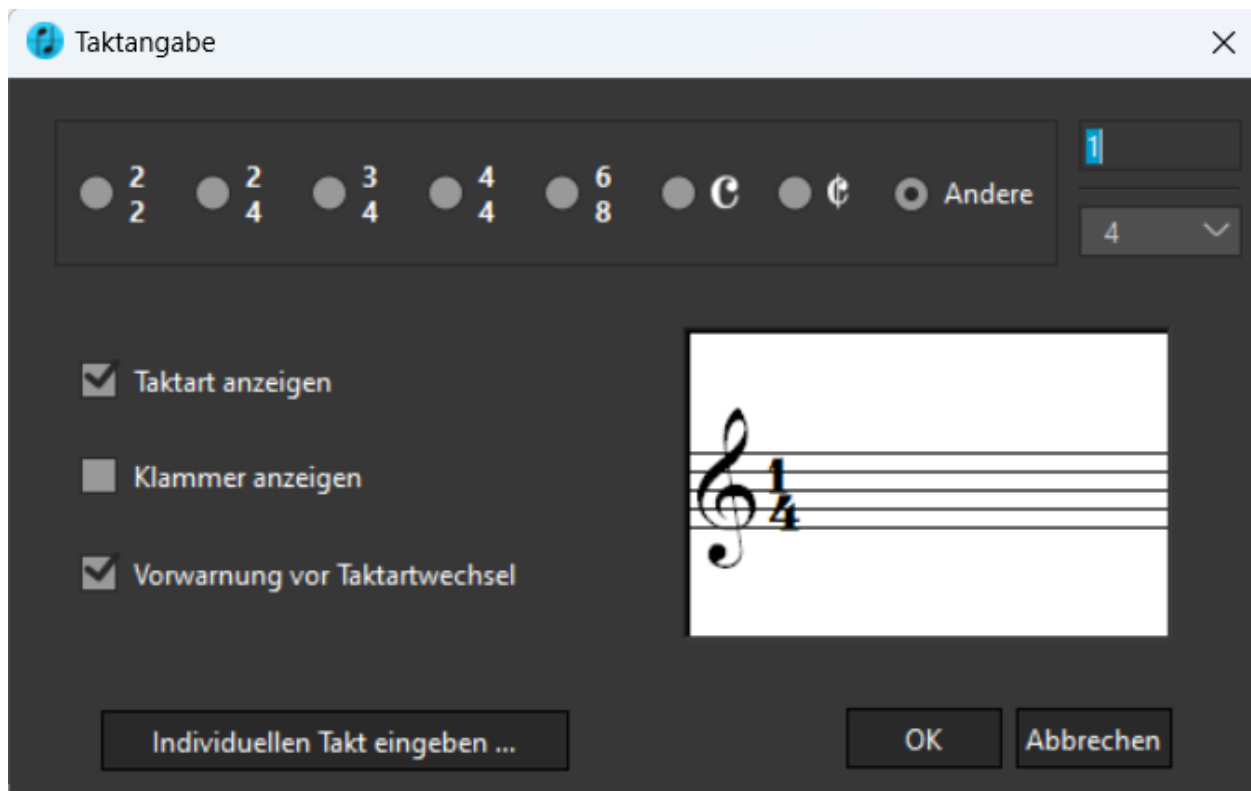 Taktangabe
2 2 3 4 6 C ¢ Andere 1
2 4 4 4 8 4
Taktart anzeigen
Klammer anzeigen
Vorwarnung vor Taktartwechsel
1
4
Individuellen Takt eingeben ... OK Abbrechen